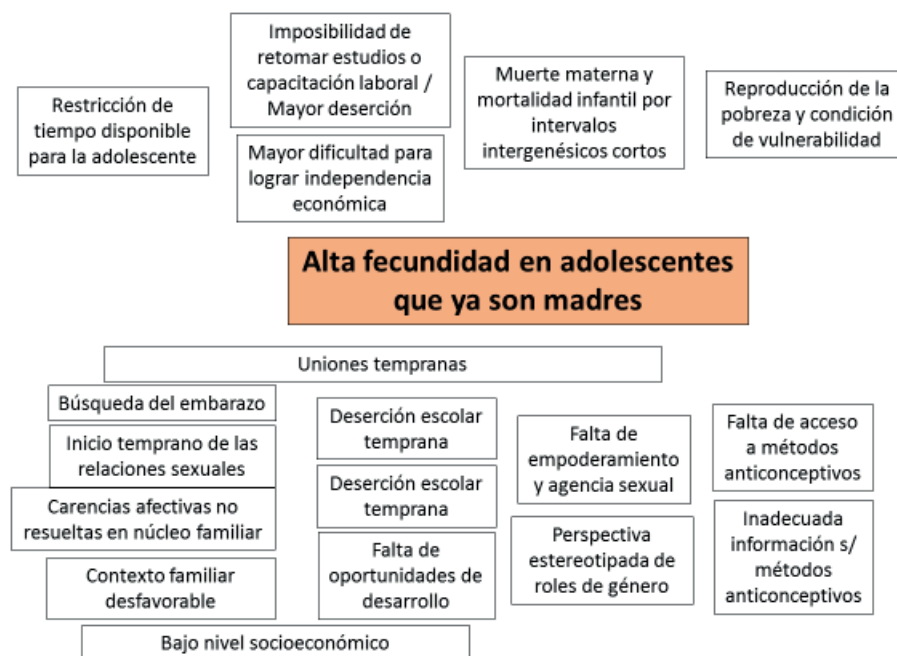 Restricción de
tiempo disponible
para la adolescente
Imposibilidad de
retomar estudios o
capacitación laboral /
Mayor deserción
Mayor dificultad para
lograr independencia
económica
Muerte materna y
mortalidad infantil por
intervalos
intergenésicos cortos
Reproducción de la
pobreza y condición
de vulnerabilidad
Alta fecundidad en adolescentes
que ya son madres
Uniones tempranas
Búsqueda del embarazo
Inicio temprano de las
relaciones sexuales
Carencias afectivas no
resueltas en núcleo familiar
Contexto familiar
desfavorable
Deserción escolar
temprana
Deserción escolar
temprana
Falta de
oportunidades de
desarrollo
Falta de
empoderamiento
y agencia sexual
Perspectiva
estereotipada de
roles de género
Falta de acceso
a métodos
anticonceptivos
Inadecuada
información s/
métodos
anticonceptivos
Bajo nivel socioeconómico